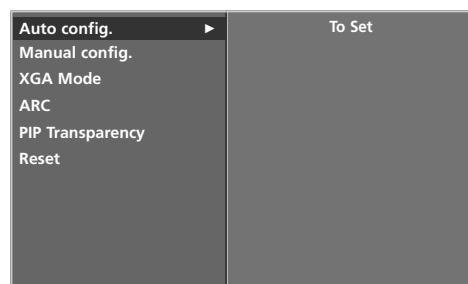 Auto config. ► To Set
Manual config.
XGA Mode
ARC
PIP Transparency
Reset